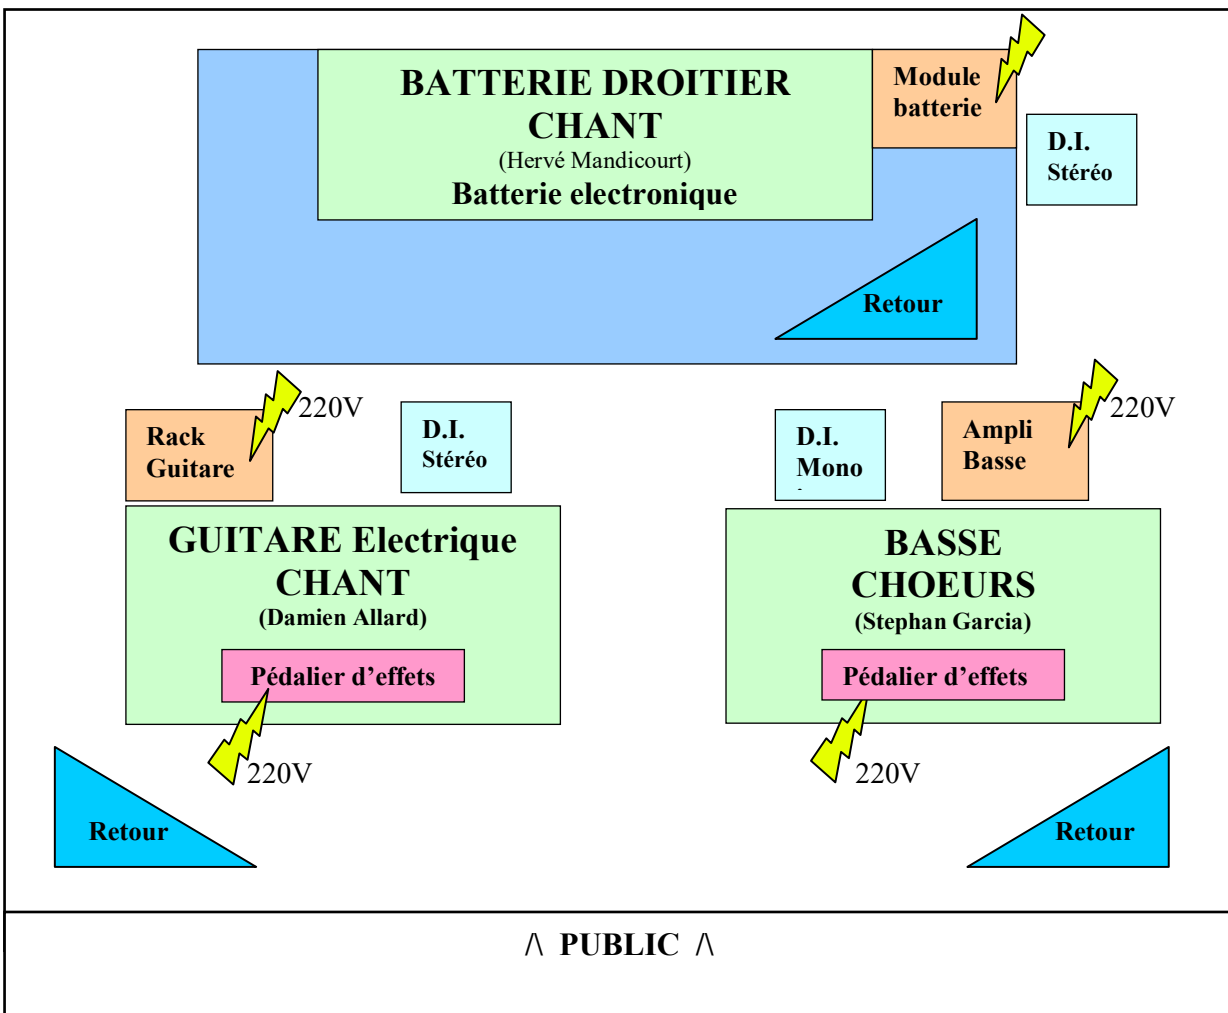 BATTERIE DROITIER
CHANT
(Hervé Mandicourt)
Batterie electronique
Module
batterie
D.I.
Stéréo
Retour
220V
Rack
Guitare
D.I.
Stéréo
D.I.
Mono
Ampli
Basse
220V
GUITARE Electrique
CHANT
(Damien Allard)
Pédalier d'effets
220V
BASSE
CHOEURS
(Stephan Garcia)
Pédalier d'effets
220V
Retour
Retour
/\ PUBLIC /\